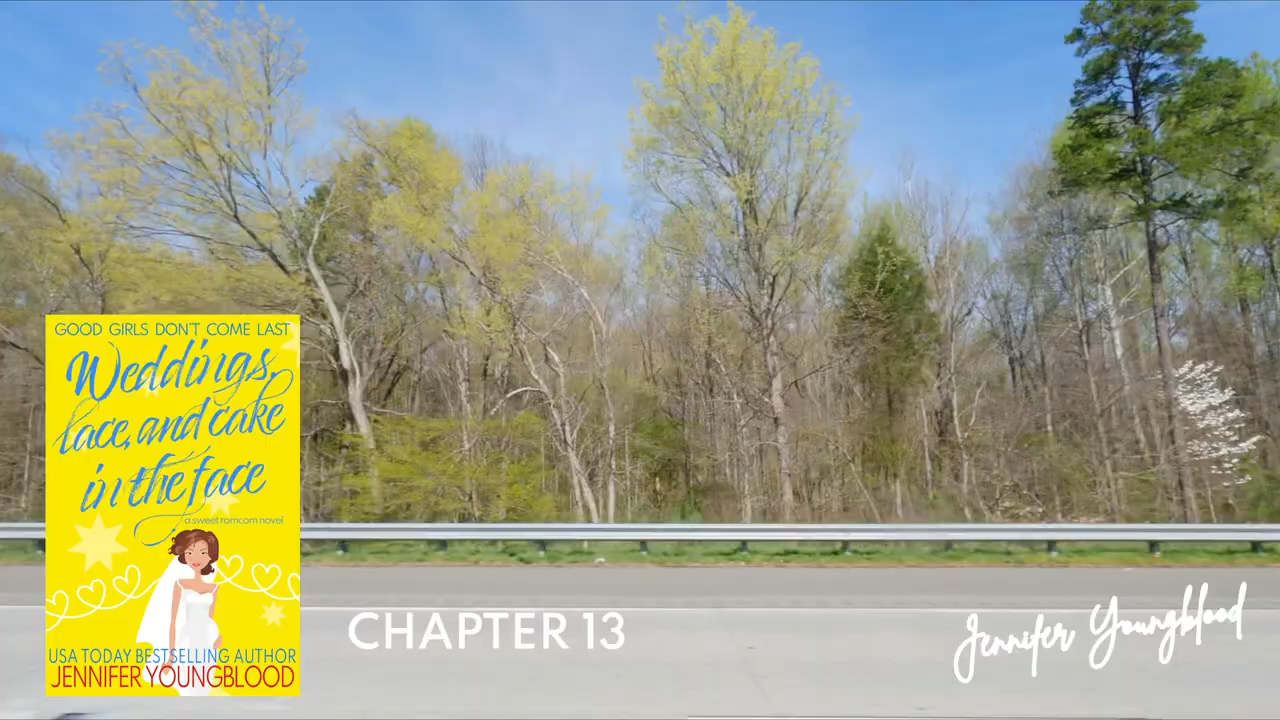 GOOD GIRLS DON'T COME LAST
Weddings,
lace, and cake
in the face
a sweet romcom novel
USA TODAY BESTSELLING AUTHOR
JENNIFER YOUNGBLOOD
CHAPTER 13
Jennifer Youngblood